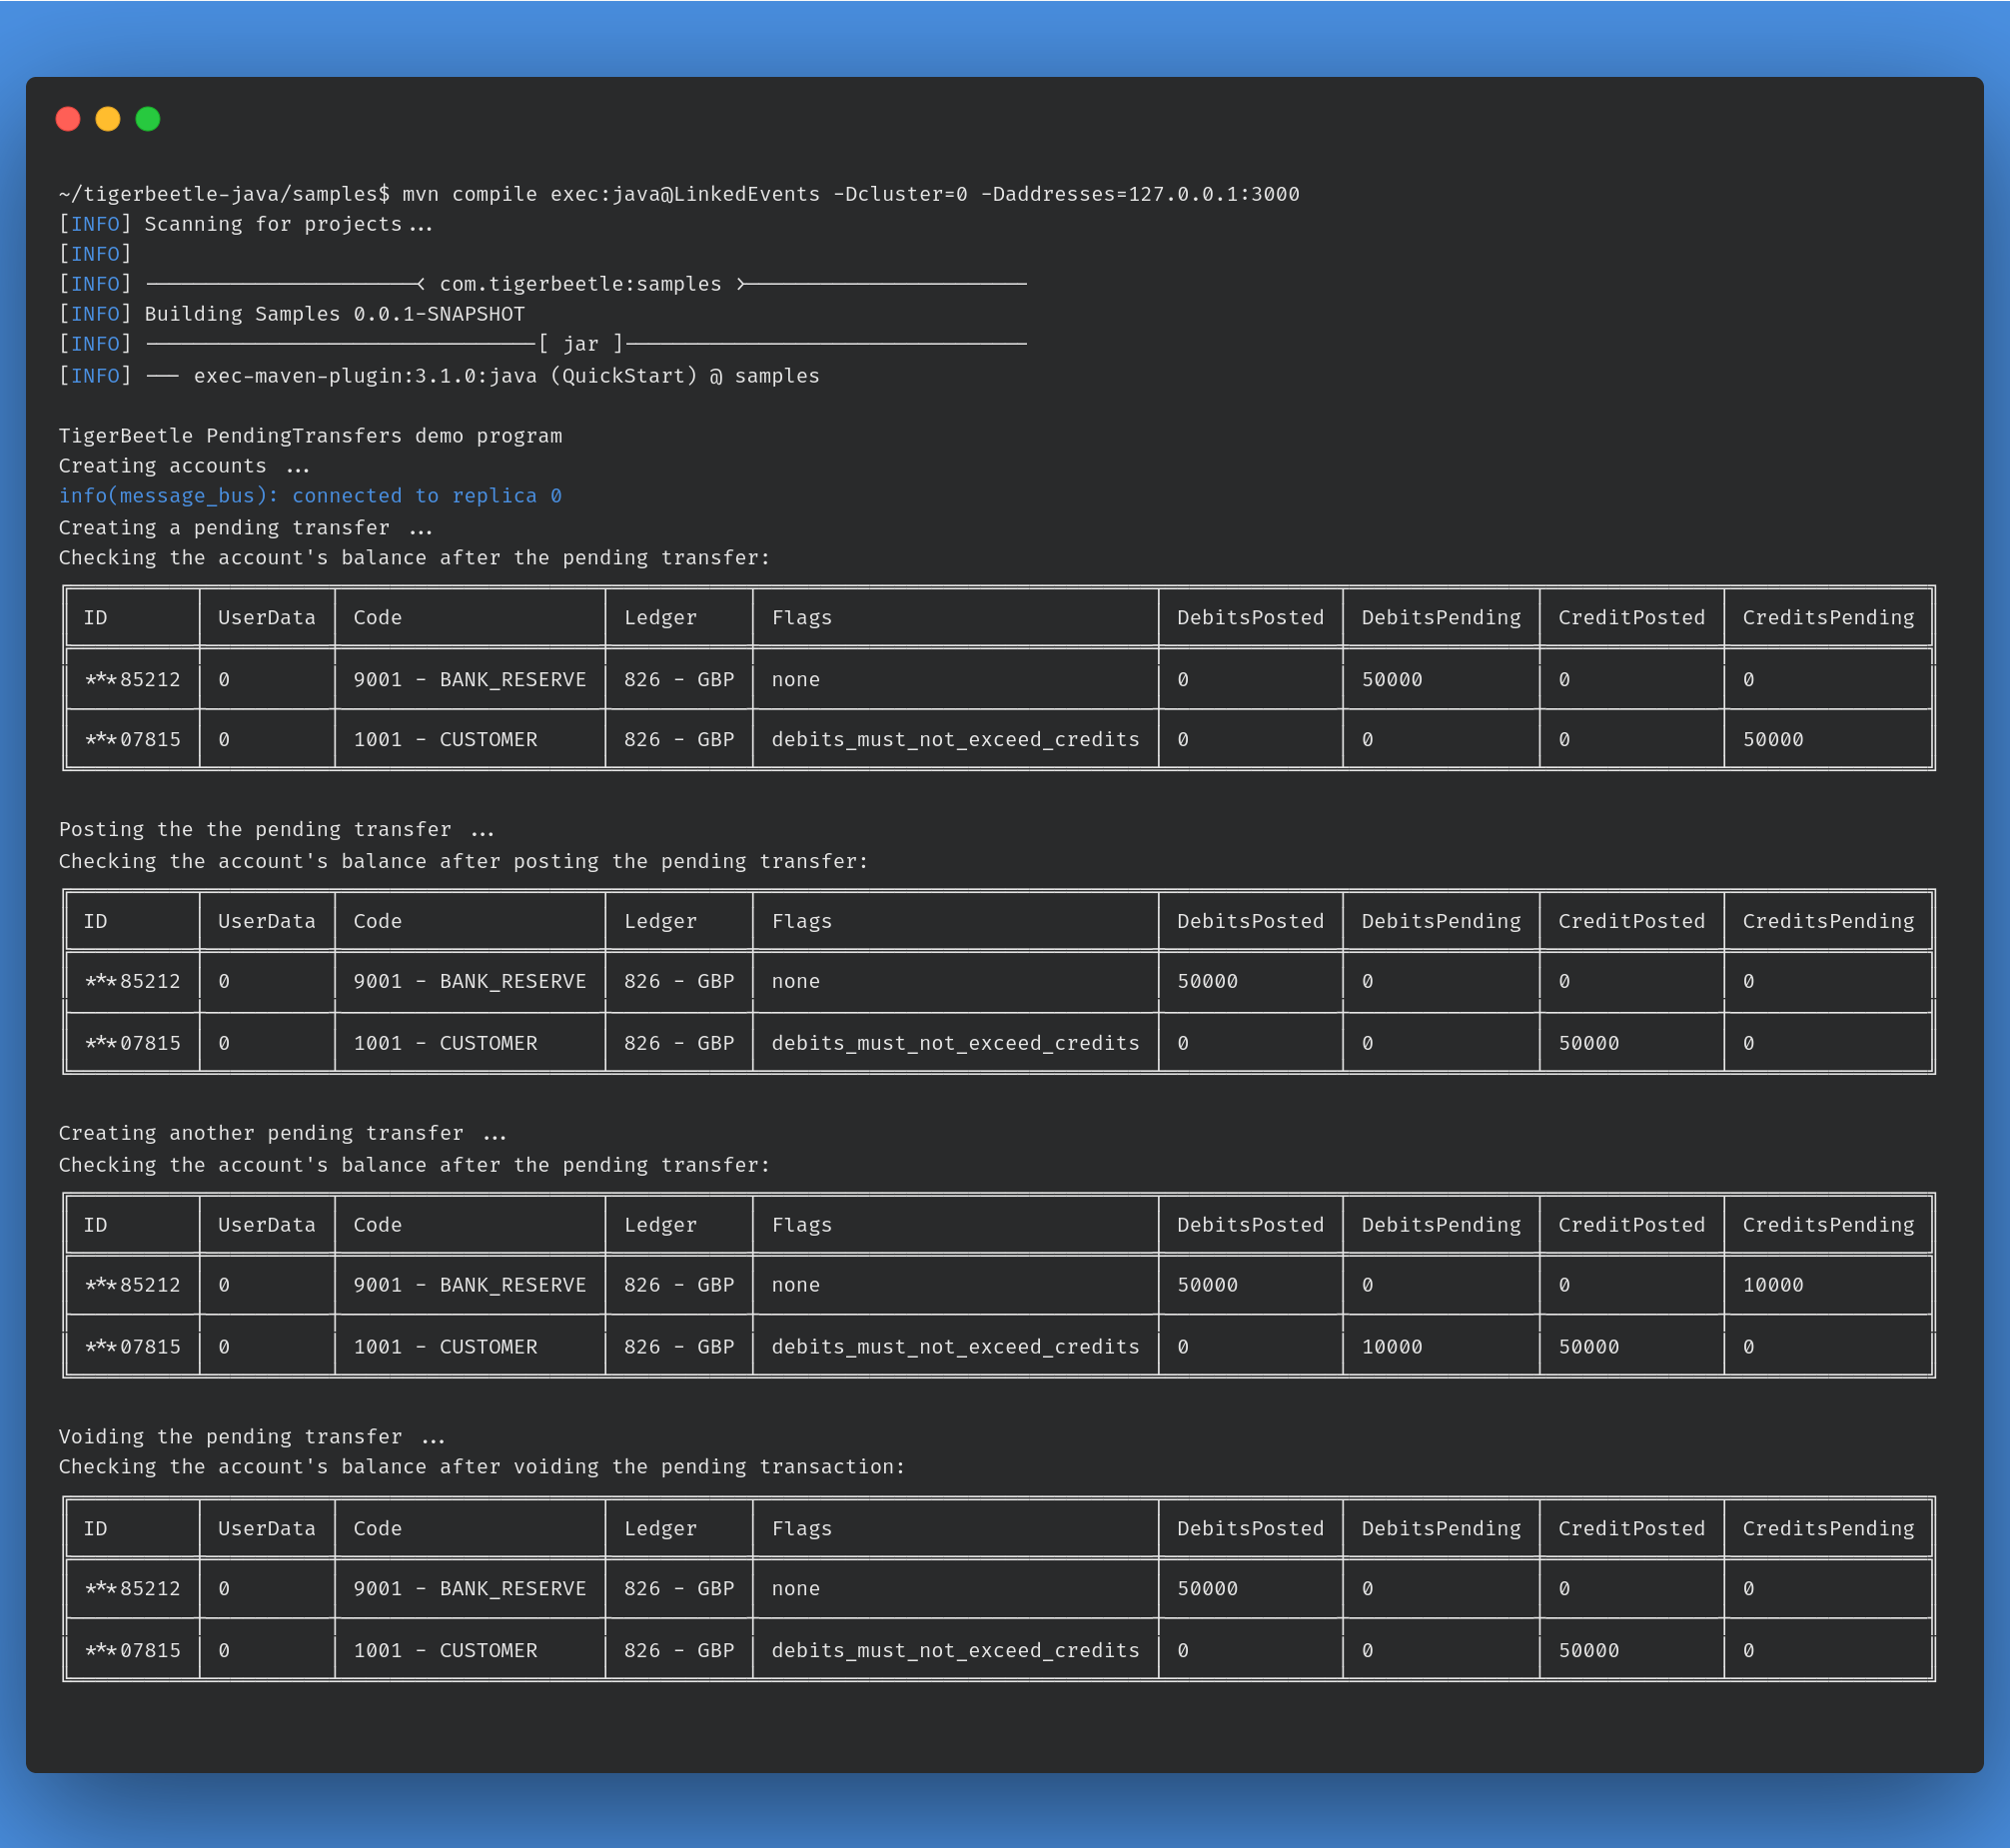 ~/tigerbeetle-java/samples$ mvn compile exec:java@LinkedEvents -Dcluster=0 -Daddresses=127.0.0.1:3000
[INFO] Scanning for projects...
[INFO]
[INFO] ----------------------< com.tigerbeetle:samples >-----------------------
[INFO] Building Samples 0.0.1-SNAPSHOT
[INFO] --------------------------------[ jar ]---------------------------------
[INFO] --- exec-maven-plugin:3.1.0:java (QuickStart) @ samples

TigerBeetle PendingTransfers demo program
Creating accounts ...
info(message_bus): connected to replica 0
Creating a pending transfer ...
Checking the account's balance after the pending transfer:
ID | UserData | Code | Ledger | Flags | DebitsPosted | DebitsPending | CreditPosted | CreditsPending
***85212 | 0 | 9001 - BANK_RESERVE | 826 - GBP | none | 0 | 50000 | 0 | 0
***07815 | 0 | 1001 - CUSTOMER | 826 - GBP | debits_must_not_exceed_credits | 0 | 0 | 0 | 50000

Posting the the pending transfer ...
Checking the account's balance after posting the pending transfer:
ID | UserData | Code | Ledger | Flags | DebitsPosted | DebitsPending | CreditPosted | CreditsPending
***85212 | 0 | 9001 - BANK_RESERVE | 826 - GBP | none | 50000 | 0 | 0 | 0
***07815 | 0 | 1001 - CUSTOMER | 826 - GBP | debits_must_not_exceed_credits | 0 | 0 | 50000 | 0

Creating another pending transfer ...
Checking the account's balance after the pending transfer:
ID | UserData | Code | Ledger | Flags | DebitsPosted | DebitsPending | CreditPosted | CreditsPending
***85212 | 0 | 9001 - BANK_RESERVE | 826 - GBP | none | 50000 | 0 | 0 | 10000
***07815 | 0 | 1001 - CUSTOMER | 826 - GBP | debits_must_not_exceed_credits | 0 | 10000 | 50000 | 0

Voiding the pending transfer ...
Checking the account's balance after voiding the pending transaction:
ID | UserData | Code | Ledger | Flags | DebitsPosted | DebitsPending | CreditPosted | CreditsPending
***85212 | 0 | 9001 - BANK_RESERVE | 826 - GBP | none | 50000 | 0 | 0 | 0
***07815 | 0 | 1001 - CUSTOMER | 826 - GBP | debits_must_not_exceed_credits | 0 | 0 | 50000 | 0